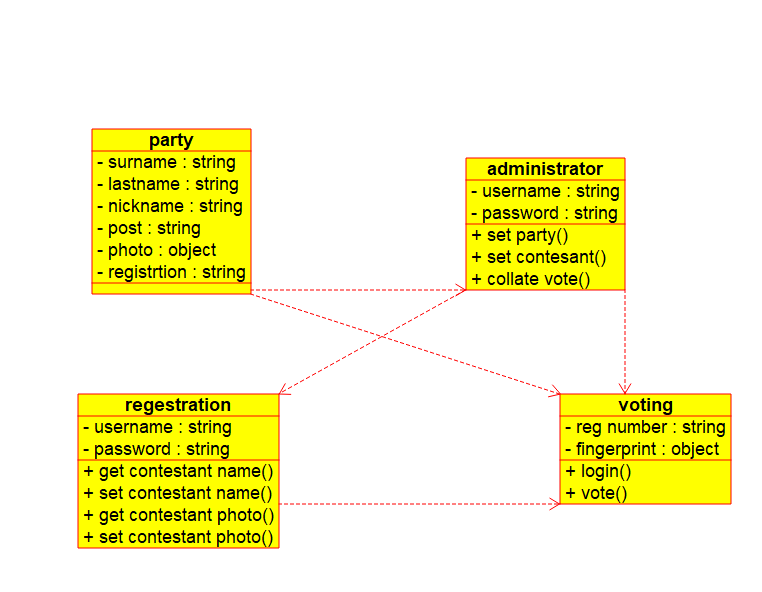 party
- surname : string
- lastname : string
- nickname : string
- post : string
- photo : object
- registrtion : string
administrator
- username : string
- password : string
+ set party()
+ set contesant()
+ collate vote()
regestration
- username : string
- password : string
+ get contestant name()
+ set contestant name()
+ get contestant photo()
+ set contestant photo()
voting
- reg number : string
- fingerprint : object
+ login()
+ vote()